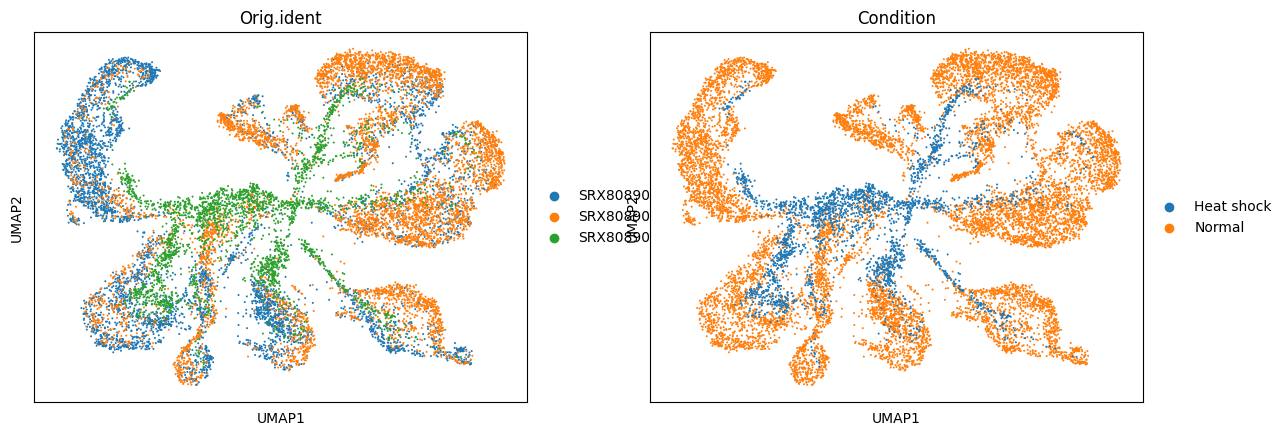 Orig.ident
Condition
UMAP2
SRX80890
SRX80890
SRX80890
UMAP1
UMAP2
Heat shock
Normal
UMAP1